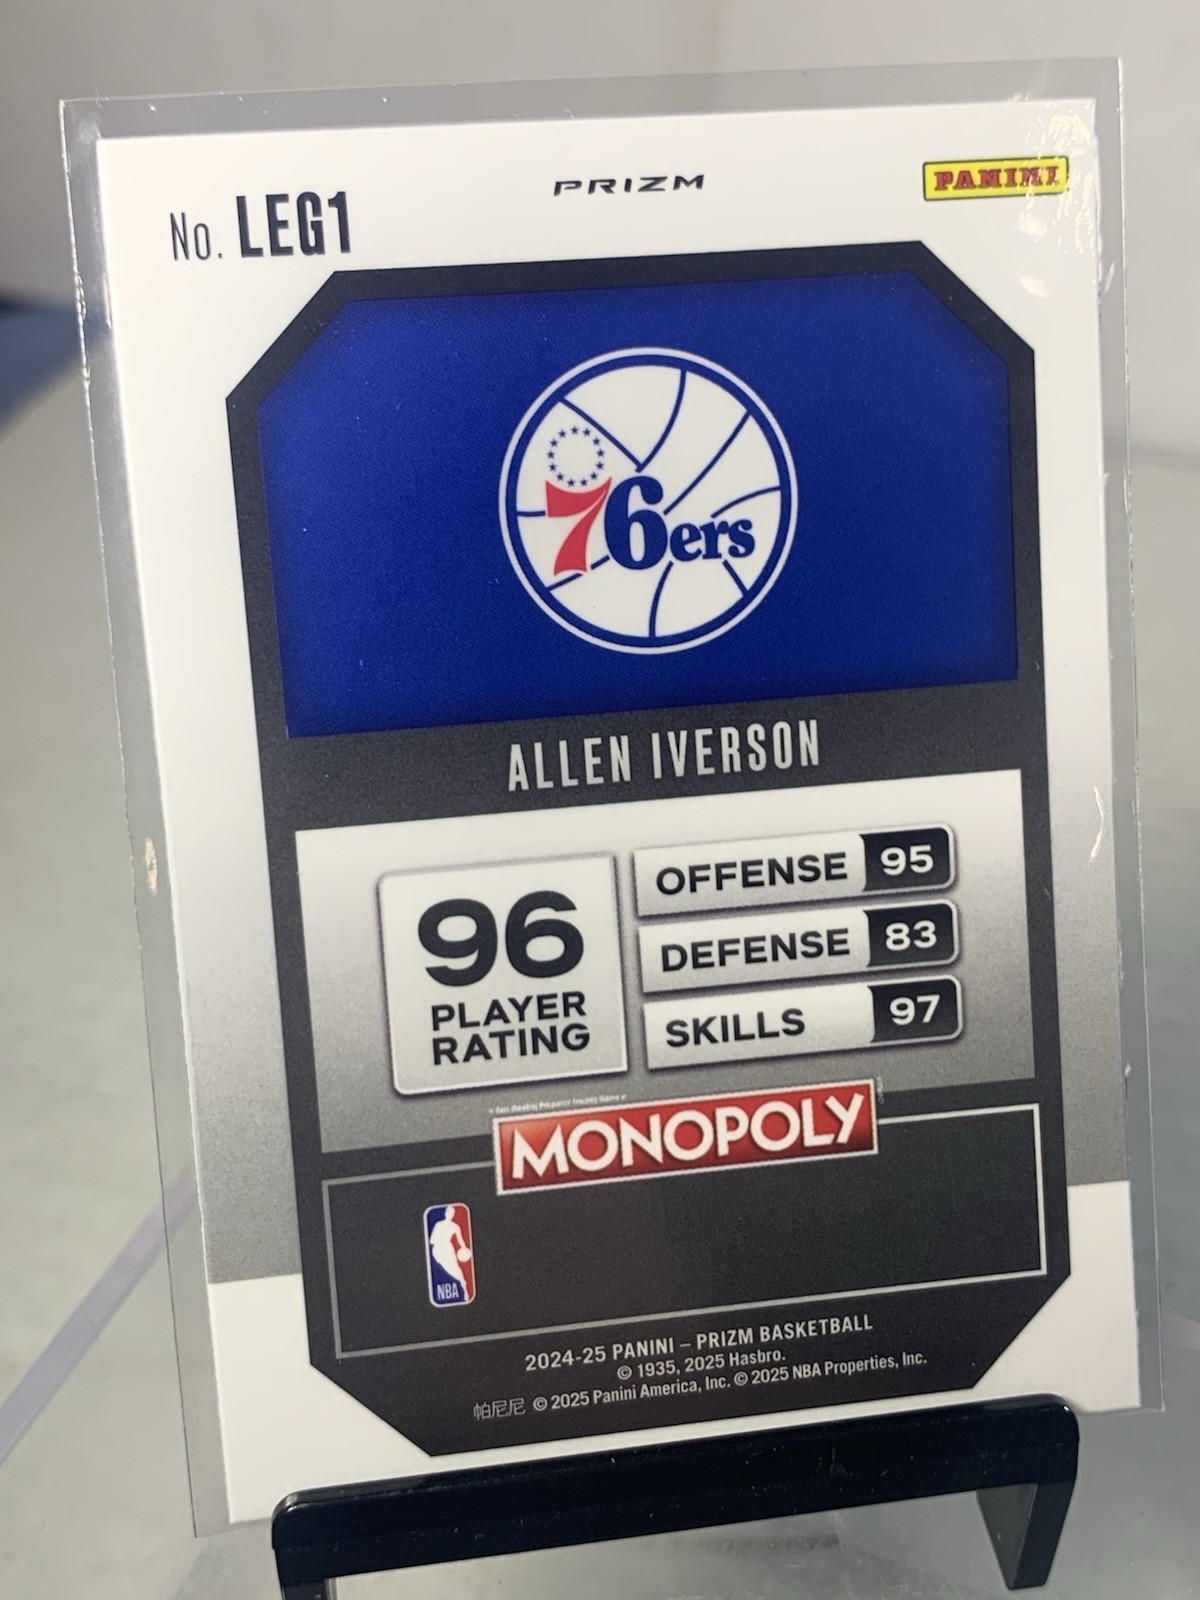 No. LEG1
PRIZM
PANINI
76ers
ALLEN IVERSON
96
PLAYER
RATING
OFFENSE 95
DEFENSE 83
SKILLS 97
MONOPOLY
NBA
2024-25 PANINI – PRIZM BASKETBALL
© 1935, 2025 Hasbro.
帕尼尼 © 2025 Panini America, Inc. © 2025 NBA Properties, Inc.